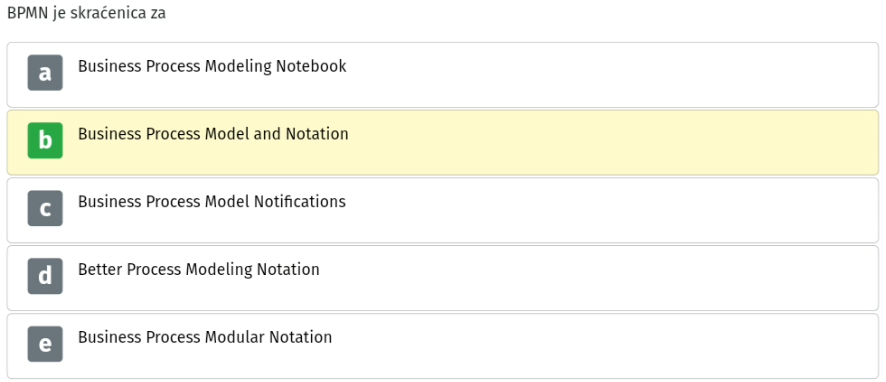 BPMN je skraćenica za
a Business Process Modeling Notebook
b Business Process Model and Notation
c Business Process Model Notifications
d Better Process Modeling Notation
e Business Process Modular Notation